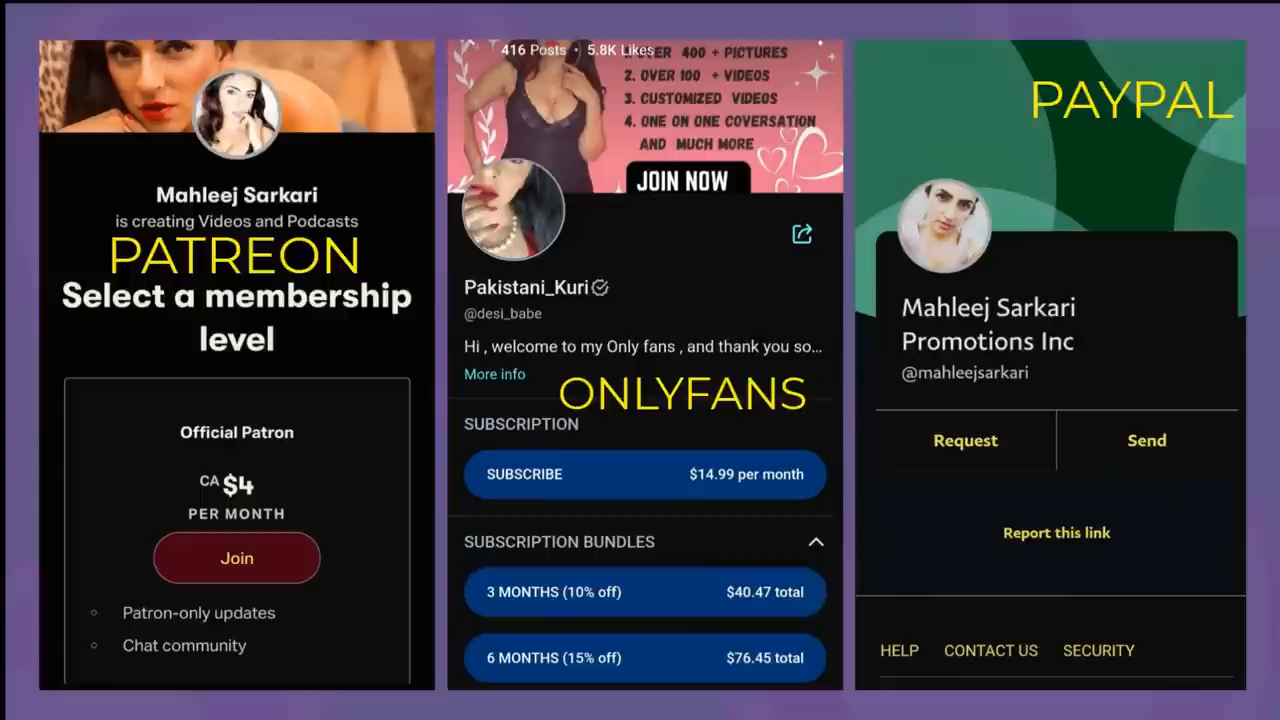 Mahleej Sarkari
is creating Videos and Podcasts
PATREON
Select a membership
level
Official Patron
CA $4
PER MONTH
Join
Patron-only updates
Chat community
416 Posts • 5.8K Likes
1. OVER 400 + PICTURES
2. OVER 100 + VIDEOS
3. CUSTOMIZED VIDEOS
4. ONE ON ONE COVERSATION
AND MUCH MORE
JOIN NOW
Pakistani_Kuri
@desi_babe
Hi , welcome to my Only fans , and thank you so...
More info
ONLYFANS
SUBSCRIPTION
SUBSCRIBE $14.99 per month
SUBSCRIPTION BUNDLES
3 MONTHS (10% off) $40.47 total
6 MONTHS (15% off) $76.45 total
PAYPAL
Mahleej Sarkari
Promotions Inc
@mahleejsarkari
Request Send
Report this link
HELP CONTACT US SECURITY